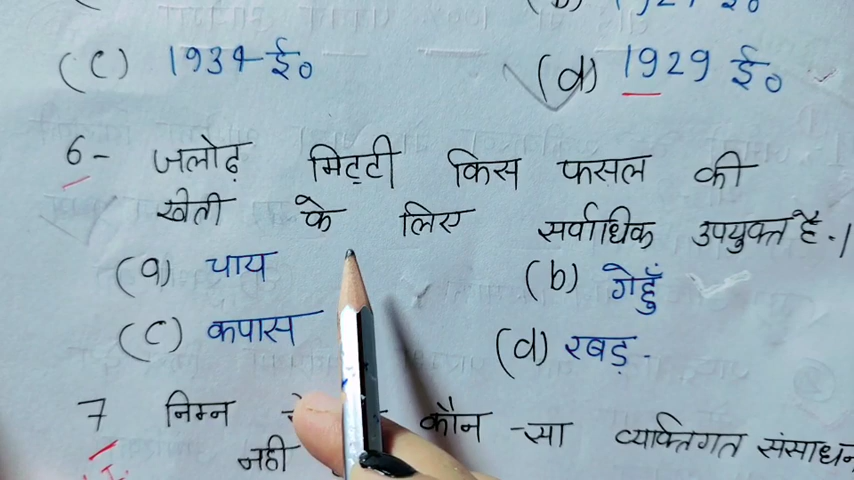 (c) 1934 ई० (d) 1929 ई०
6- जलोढ़ मिट्टी किस फसल की
खेती के लिए सर्वाधिक उपयुक्त है.।
(a) चाय (b) गेहूँ
(c) कपास (d) रबड़.
7 निम्न कौन -सा व्यक्तिगत संसाधन
नही